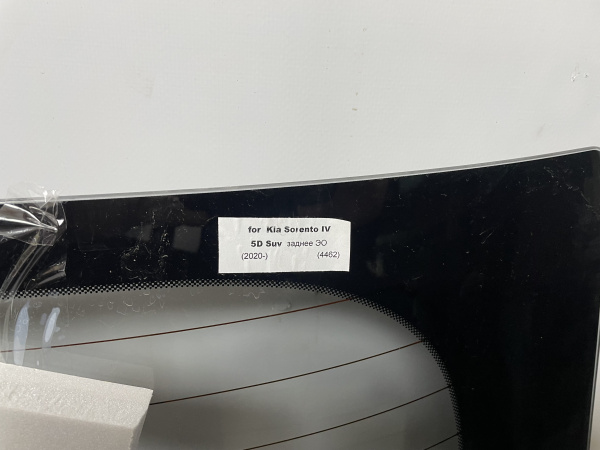 for Kia Sorento IV
5D Suv заднее ЭО
(2020-) (4462)